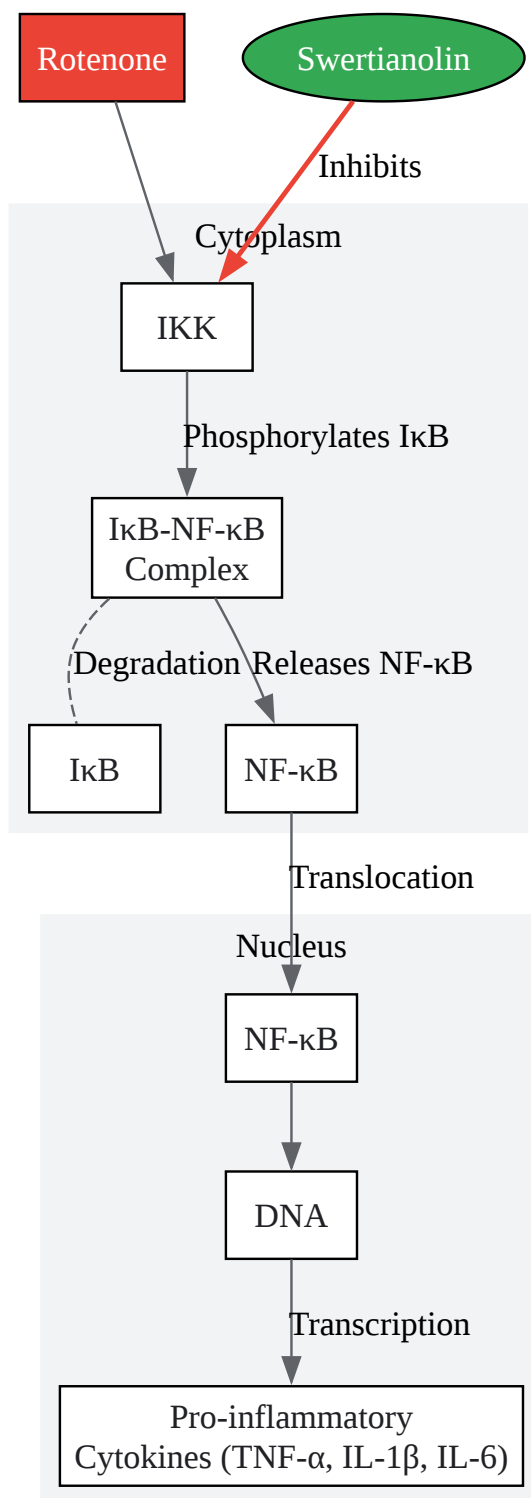 Rotenone
Swertianolin
Inhibits
Cytoplasm
IKK
Phosphorylates IκB
IκB-NF-κB
Complex
Degradation
Releases NF-κB
IκB
NF-κB
Translocation
Nucleus
NF-κB
DNA
Transcription
Pro-inflammatory
Cytokines (TNF-α, IL-1β, IL-6)